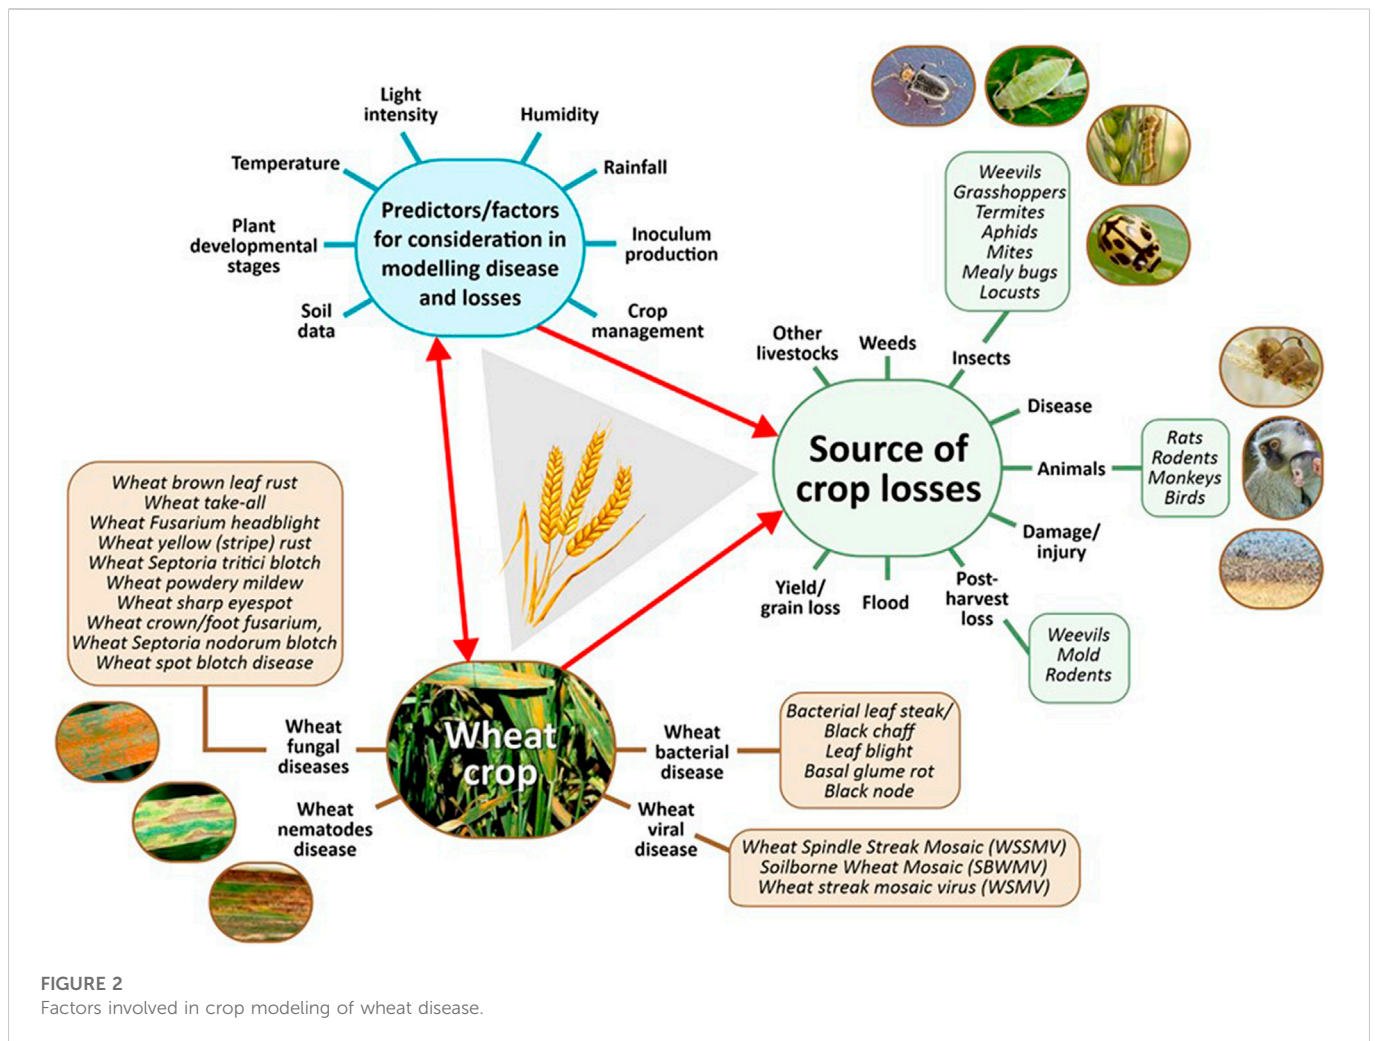 Light
intensity
Humidity
Temperature
Rainfall
Plant
developmental
stages
Inoculum
production
Soil
data
Crop
management
Predictors/factors
for consideration in
modelling disease
and losses
Weevils
Grasshoppers
Termites
Aphids
Mites
Mealy bugs
Locusts
Other
livestocks
Weeds
Insects
Disease
Animals
Rats
Rodents
Monkeys
Birds
Source of
crop losses
Damage/
injury
Post-
harvest
loss
Flood
Yield/
grain loss
Weevils
Mold
Rodents
Wheat brown leaf rust
Wheat take-all
Wheat Fusarium headblight
Wheat yellow (stripe) rust
Wheat Septoria tritici blotch
Wheat powdery mildew
Wheat sharp eyespot
Wheat crown/foot fusarium,
Wheat Septoria nodorum blotch
Wheat spot blotch disease
Wheat
fungal
diseases
Wheat
nematodes
disease
Wheat
crop
Wheat
bacterial
disease
Bacterial leaf steak/
Black chaff
Leaf blight
Basal glume rot
Black node
Wheat
viral
disease
Wheat Spindle Streak Mosaic (WSSMV)
Soilborne Wheat Mosaic (SBWMV)
Wheat streak mosaic virus (WSMV)
FIGURE 2
Factors involved in crop modeling of wheat disease.